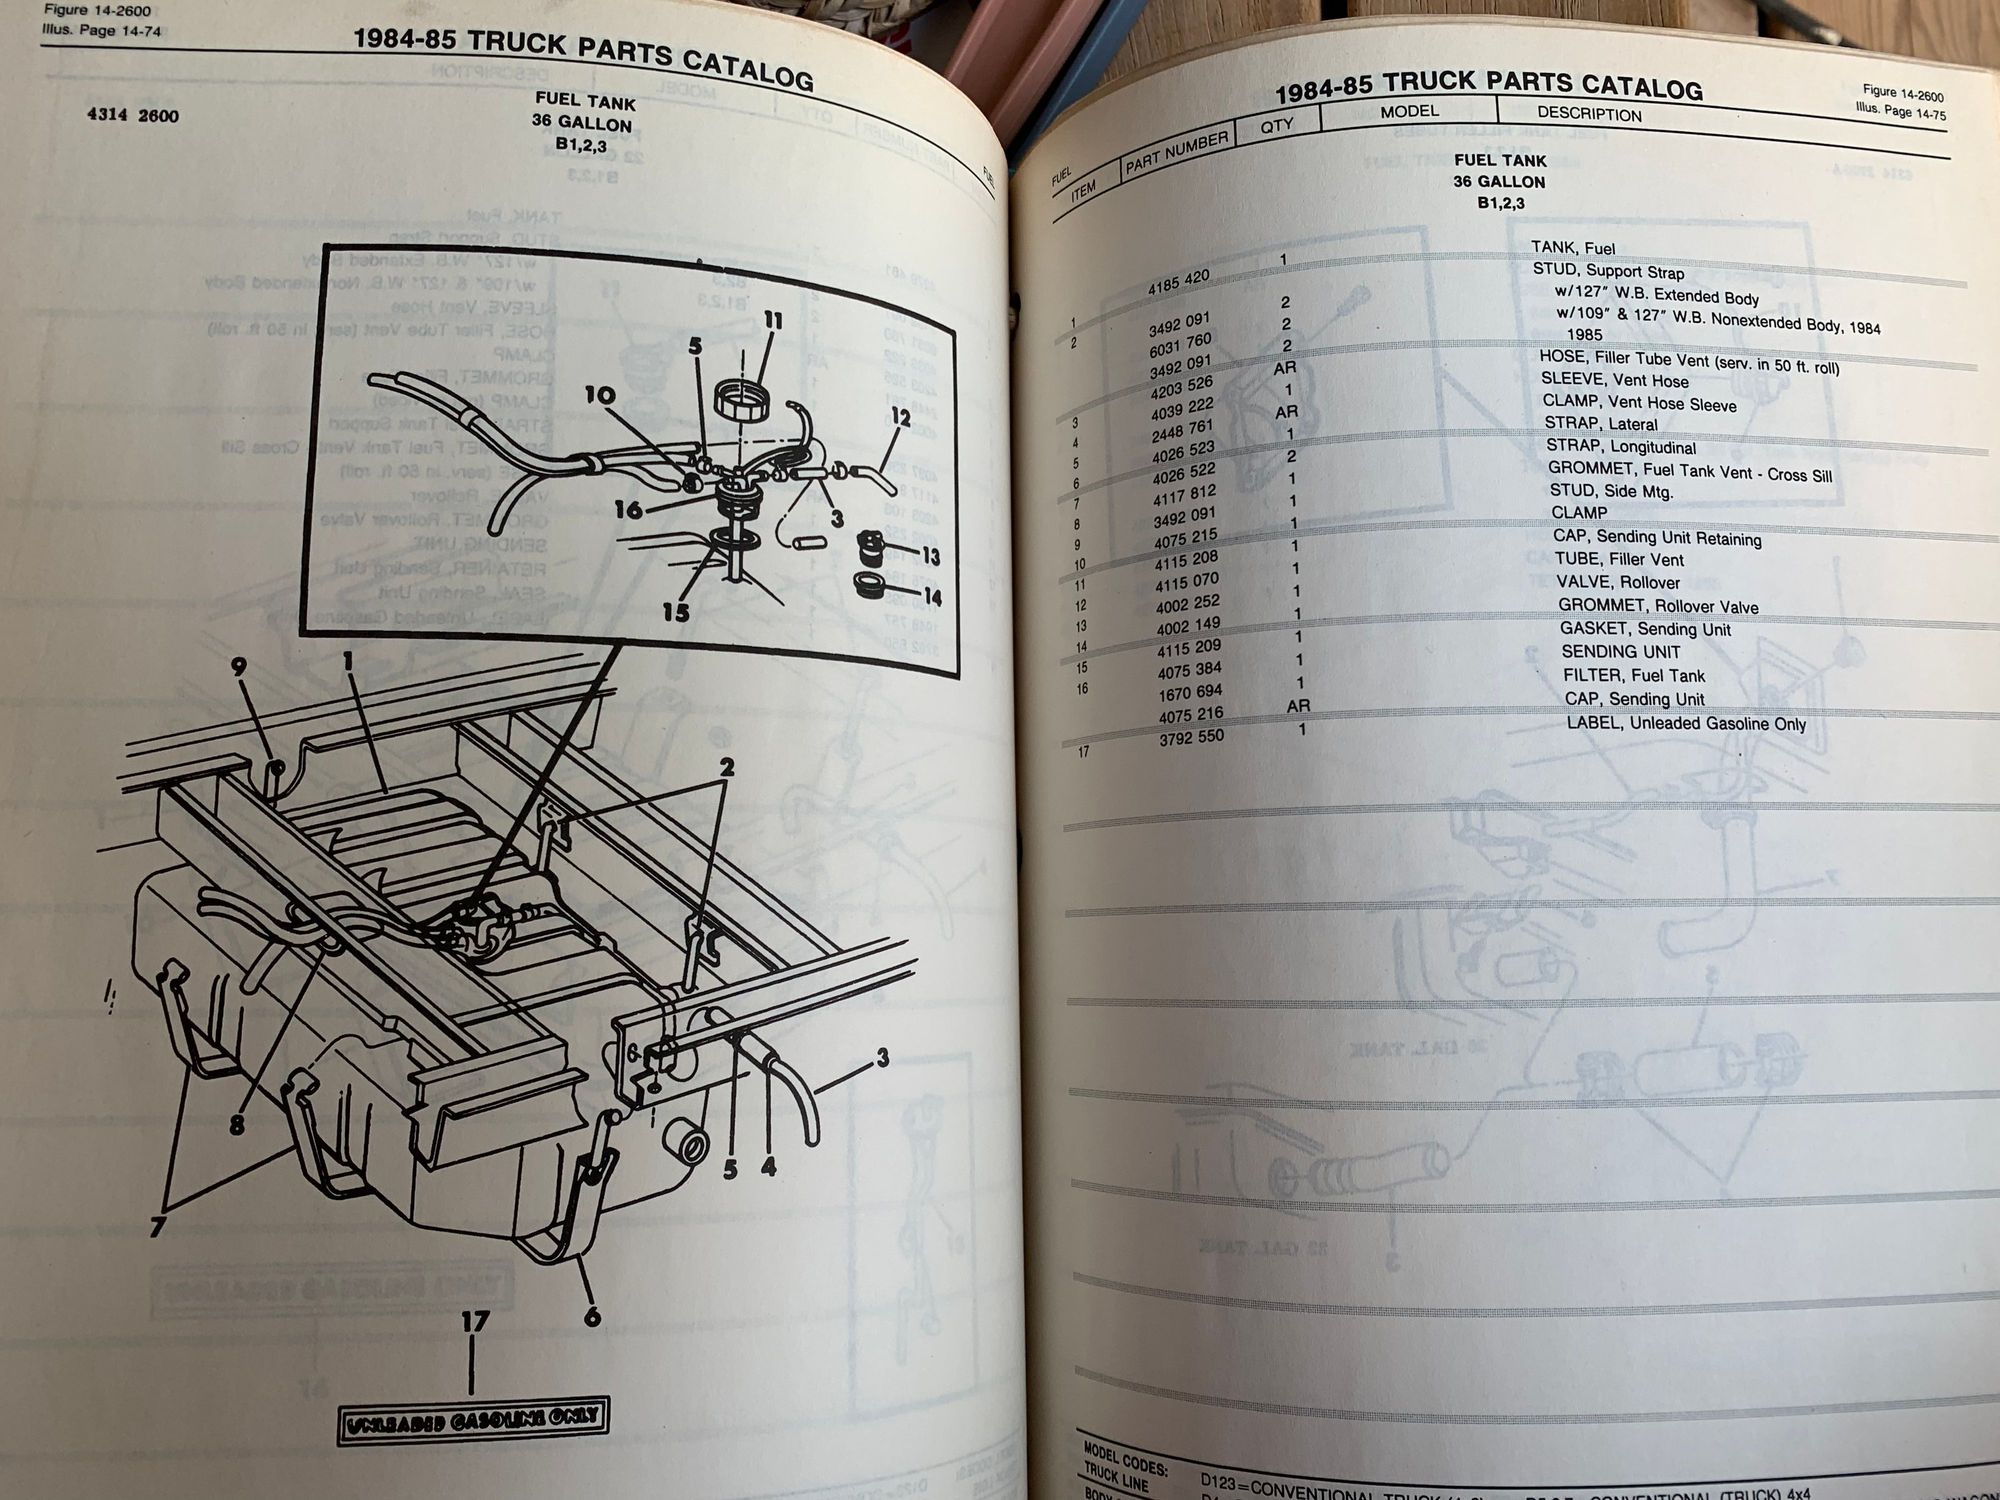 Figure 14-2600
Illus. Page 14-74
1984-85 TRUCK PARTS CATALOG
4314 2600
FUEL TANK
36 GALLON
B1,2,3
FUEL
11
5
10
12
16
3
13
14
15
9
1
2
3
8
5
4
7
6
17
UNLEADED GASOLINE ONLY
1984-85 TRUCK PARTS CATALOG
Figure 14-2600
Illus. Page 14-75
FUEL
ITEM PART NUMBER QTY MODEL DESCRIPTION
FUEL TANK
36 GALLON
B1,2,3
1 4185 420 1 TANK, Fuel
2 STUD, Support Strap
3492 091 2 w/127" W.B. Extended Body
6031 760 2 w/109" & 127" W.B. Nonextended Body, 1984
3492 091 2 1985
3 4203 526 AR HOSE, Filler Tube Vent (serv. in 50 ft. roll)
4 4039 222 1 SLEEVE, Vent Hose
5 2448 761 AR CLAMP, Vent Hose Sleeve
6 4026 523 1 STRAP, Lateral
7 4026 522 2 STRAP, Longitudinal
8 4117 812 1 GROMMET, Fuel Tank Vent - Cross Sill
9 3492 091 1 STUD, Side Mtg.
10 4075 215 1 CLAMP
11 4115 208 1 CAP, Sending Unit Retaining
12 4115 070 1 TUBE, Filler Vent
13 4002 252 1 VALVE, Rollover
14 4002 149 1 GROMMET, Rollover Valve
15 4115 209 1 GASKET, Sending Unit
16 4075 384 1 SENDING UNIT
1670 694 1 FILTER, Fuel Tank
4075 216 AR CAP, Sending Unit
17 3792 550 1 LABEL, Unleaded Gasoline Only
MODEL CODES:
TRUCK LINE D123=CONVENTIONAL TRUCK CONVENTIONAL (TRUCK) 4x4
BODY